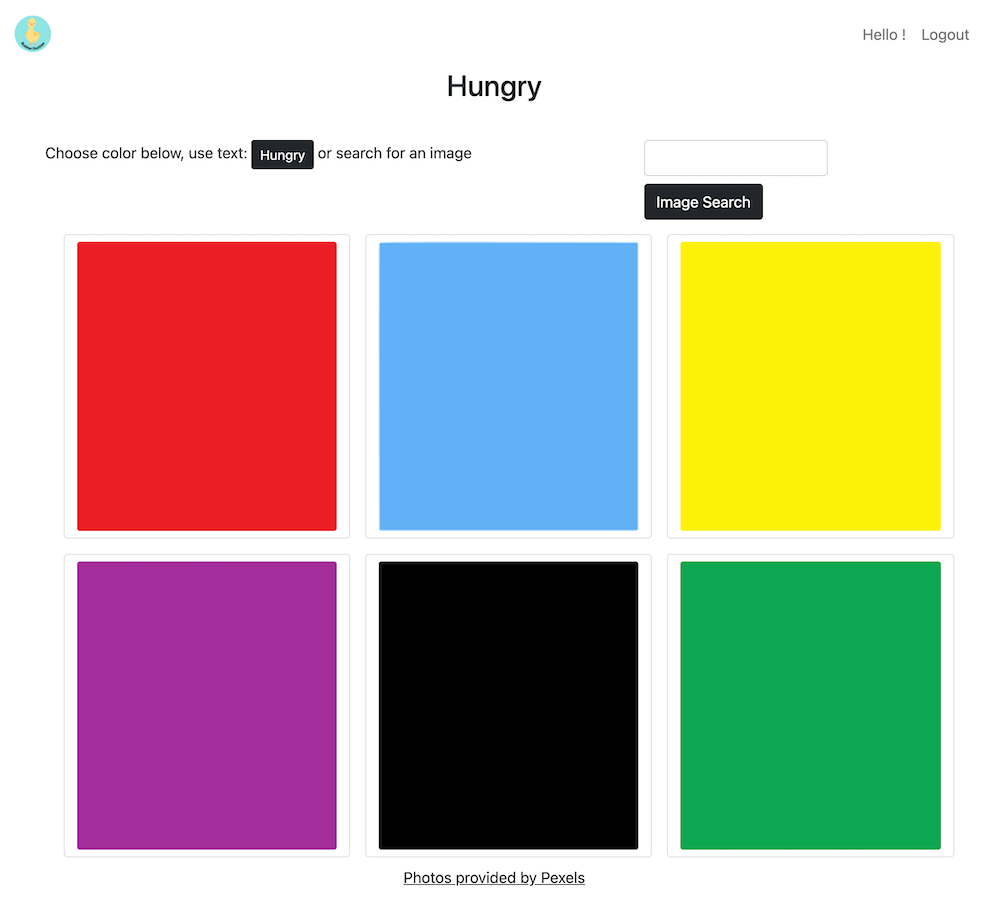 Hello !
Logout
Hungry
Choose color below, use text: Hungry or search for an image
Image Search
Photos provided by Pexels